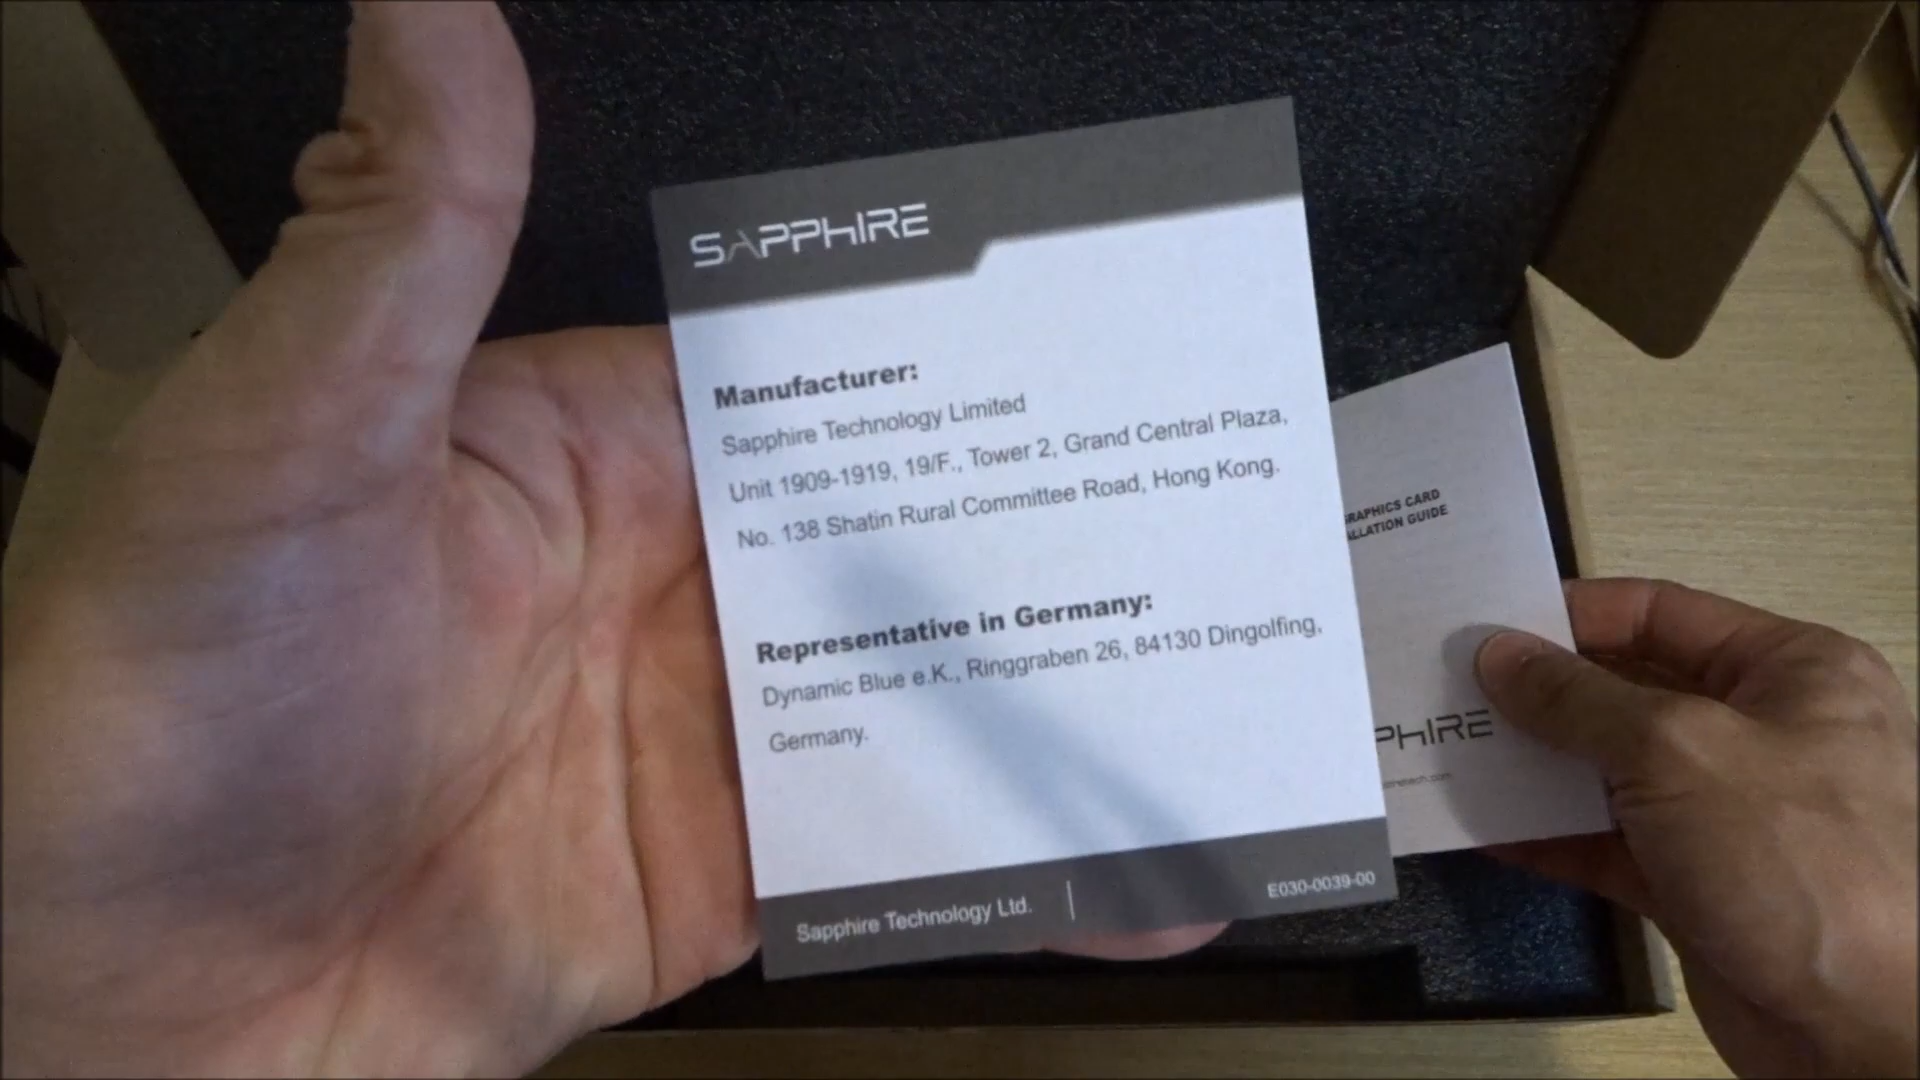 SAPPHIRE
Manufacturer:
Sapphire Technology Limited
Unit 1909-1919, 19/F., Tower 2, Grand Central Plaza,
No. 138 Shatin Rural Committee Road, Hong Kong.
Representative in Germany:
Dynamic Blue e.K., Ringgraben 26, 84130 Dingolfing,
Germany.
Sapphire Technology Ltd.
E030-0039-00
RAPHICS CARD
ALLATION GUIDE
PHIRE